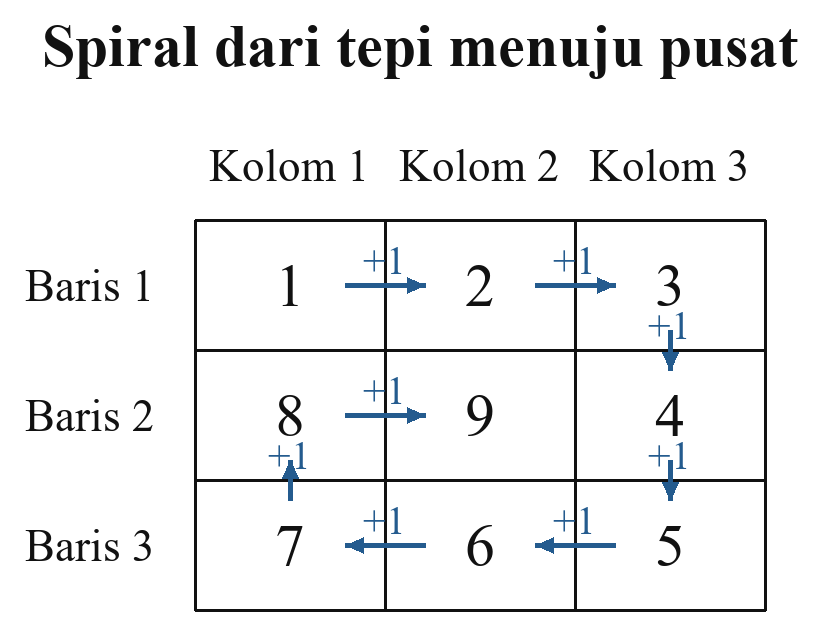 Spiral dari tepi menuju pusat
Kolom 1 Kolom 2 Kolom 3
+1 +1
Baris 1 1 2 3
+1
+1
Baris 2 8 9 4
+1 +1
+1 +1
Baris 3 7 6 5